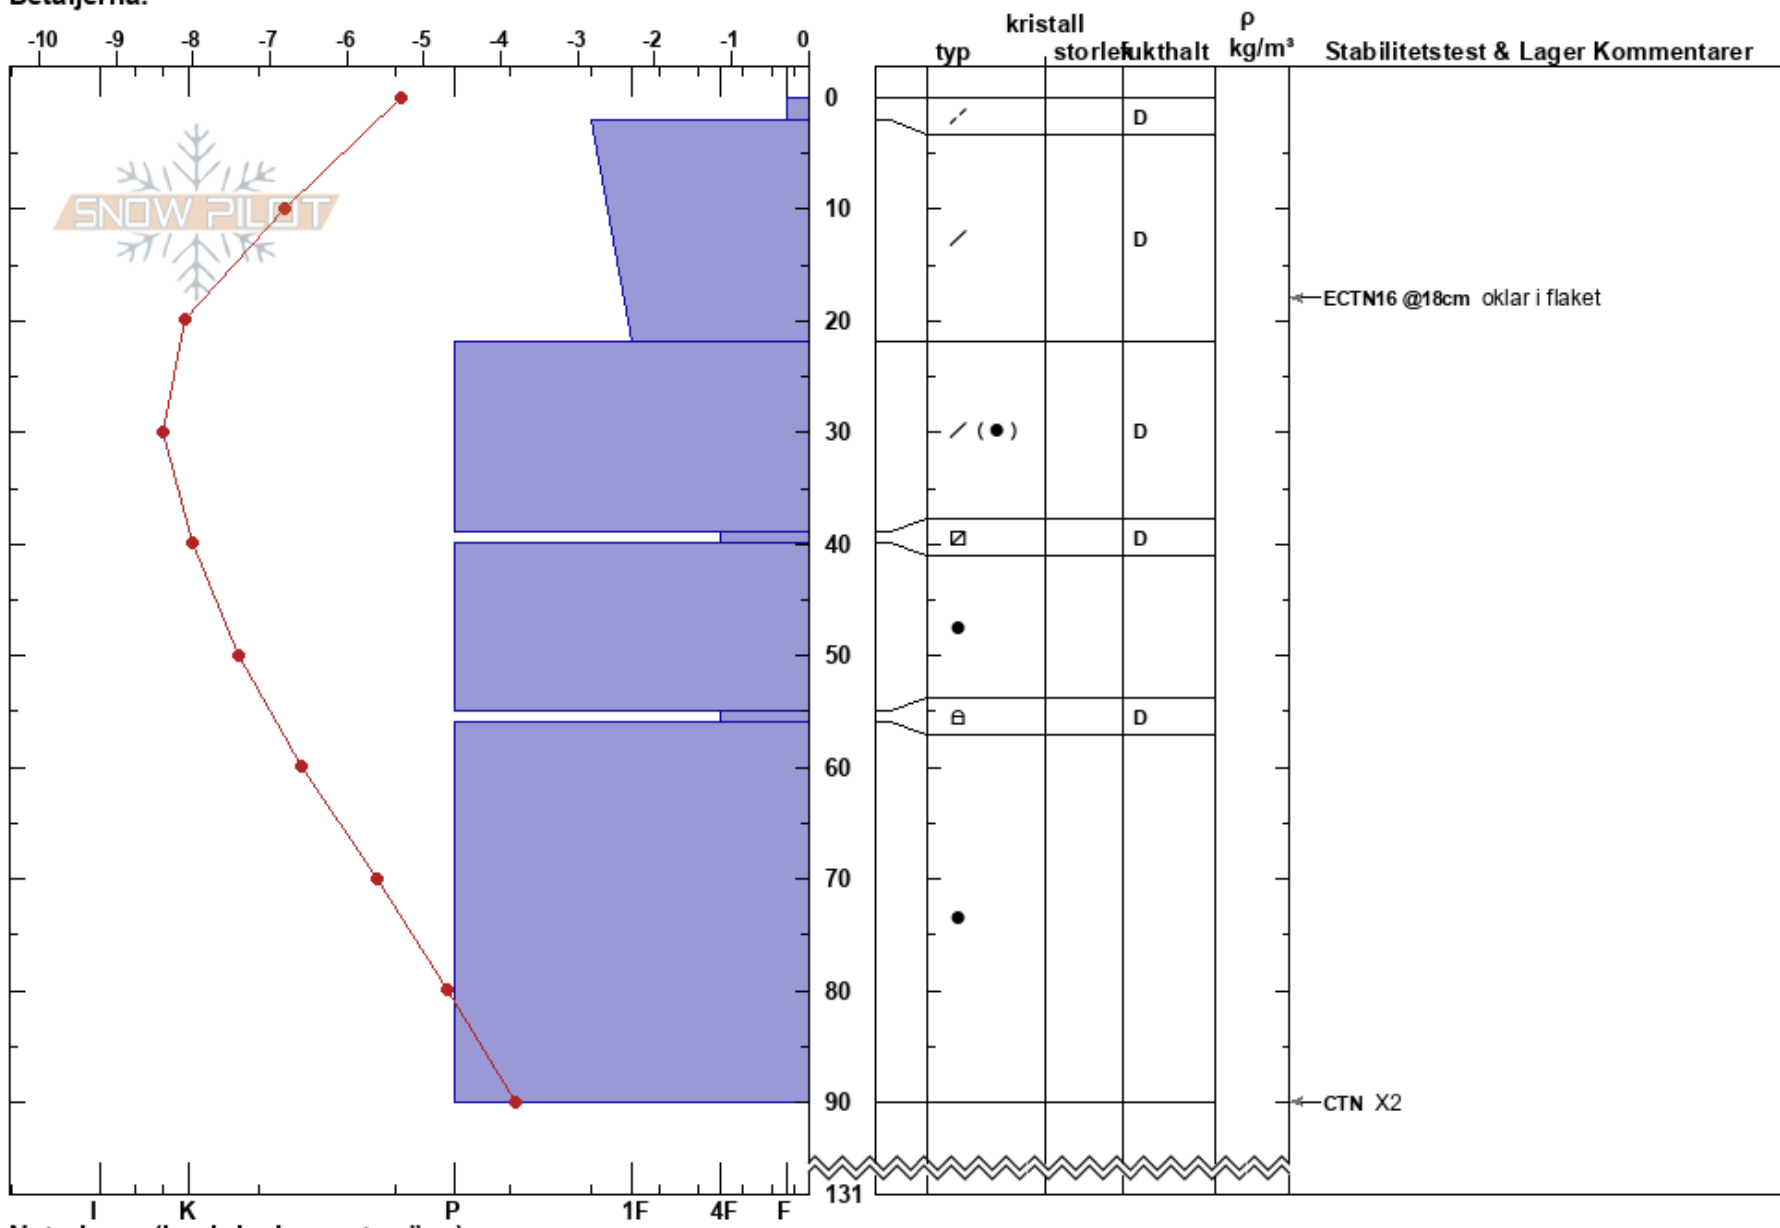 Detaljerna:
kristall ρ
-10 -9 -8 -7 -6 -5 -4 -3 -2 -1 0 typ storlek fukthalt kg/m³ Stabilitetstest & Lager Kommentarer
0
D
SNOW PILOT
10
D
ECTN16 @18cm oklar i flaket
20
30
( ) D
40
D
50
D
60
70
80
90
CTN X2
131
I K P 1F 4F F